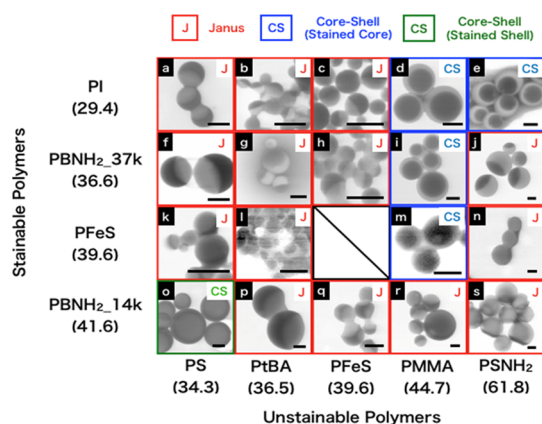 J Janus CS Core-Shell (Stained Core) CS Core-Shell (Stained Shell)
Stainable Polymers
PI (29.4)
a J b J c J d CS e CS
PBNH₂_37k (36.6)
f J g J h J i CS j J
PFeS (39.6)
k J l J m CS n J
PBNH₂_14k (41.6)
o CS p J q J r J s J
PS PtBA PFeS PMMA PSNH₂
(34.3) (36.5) (39.6) (44.7) (61.8)
Unstainable Polymers